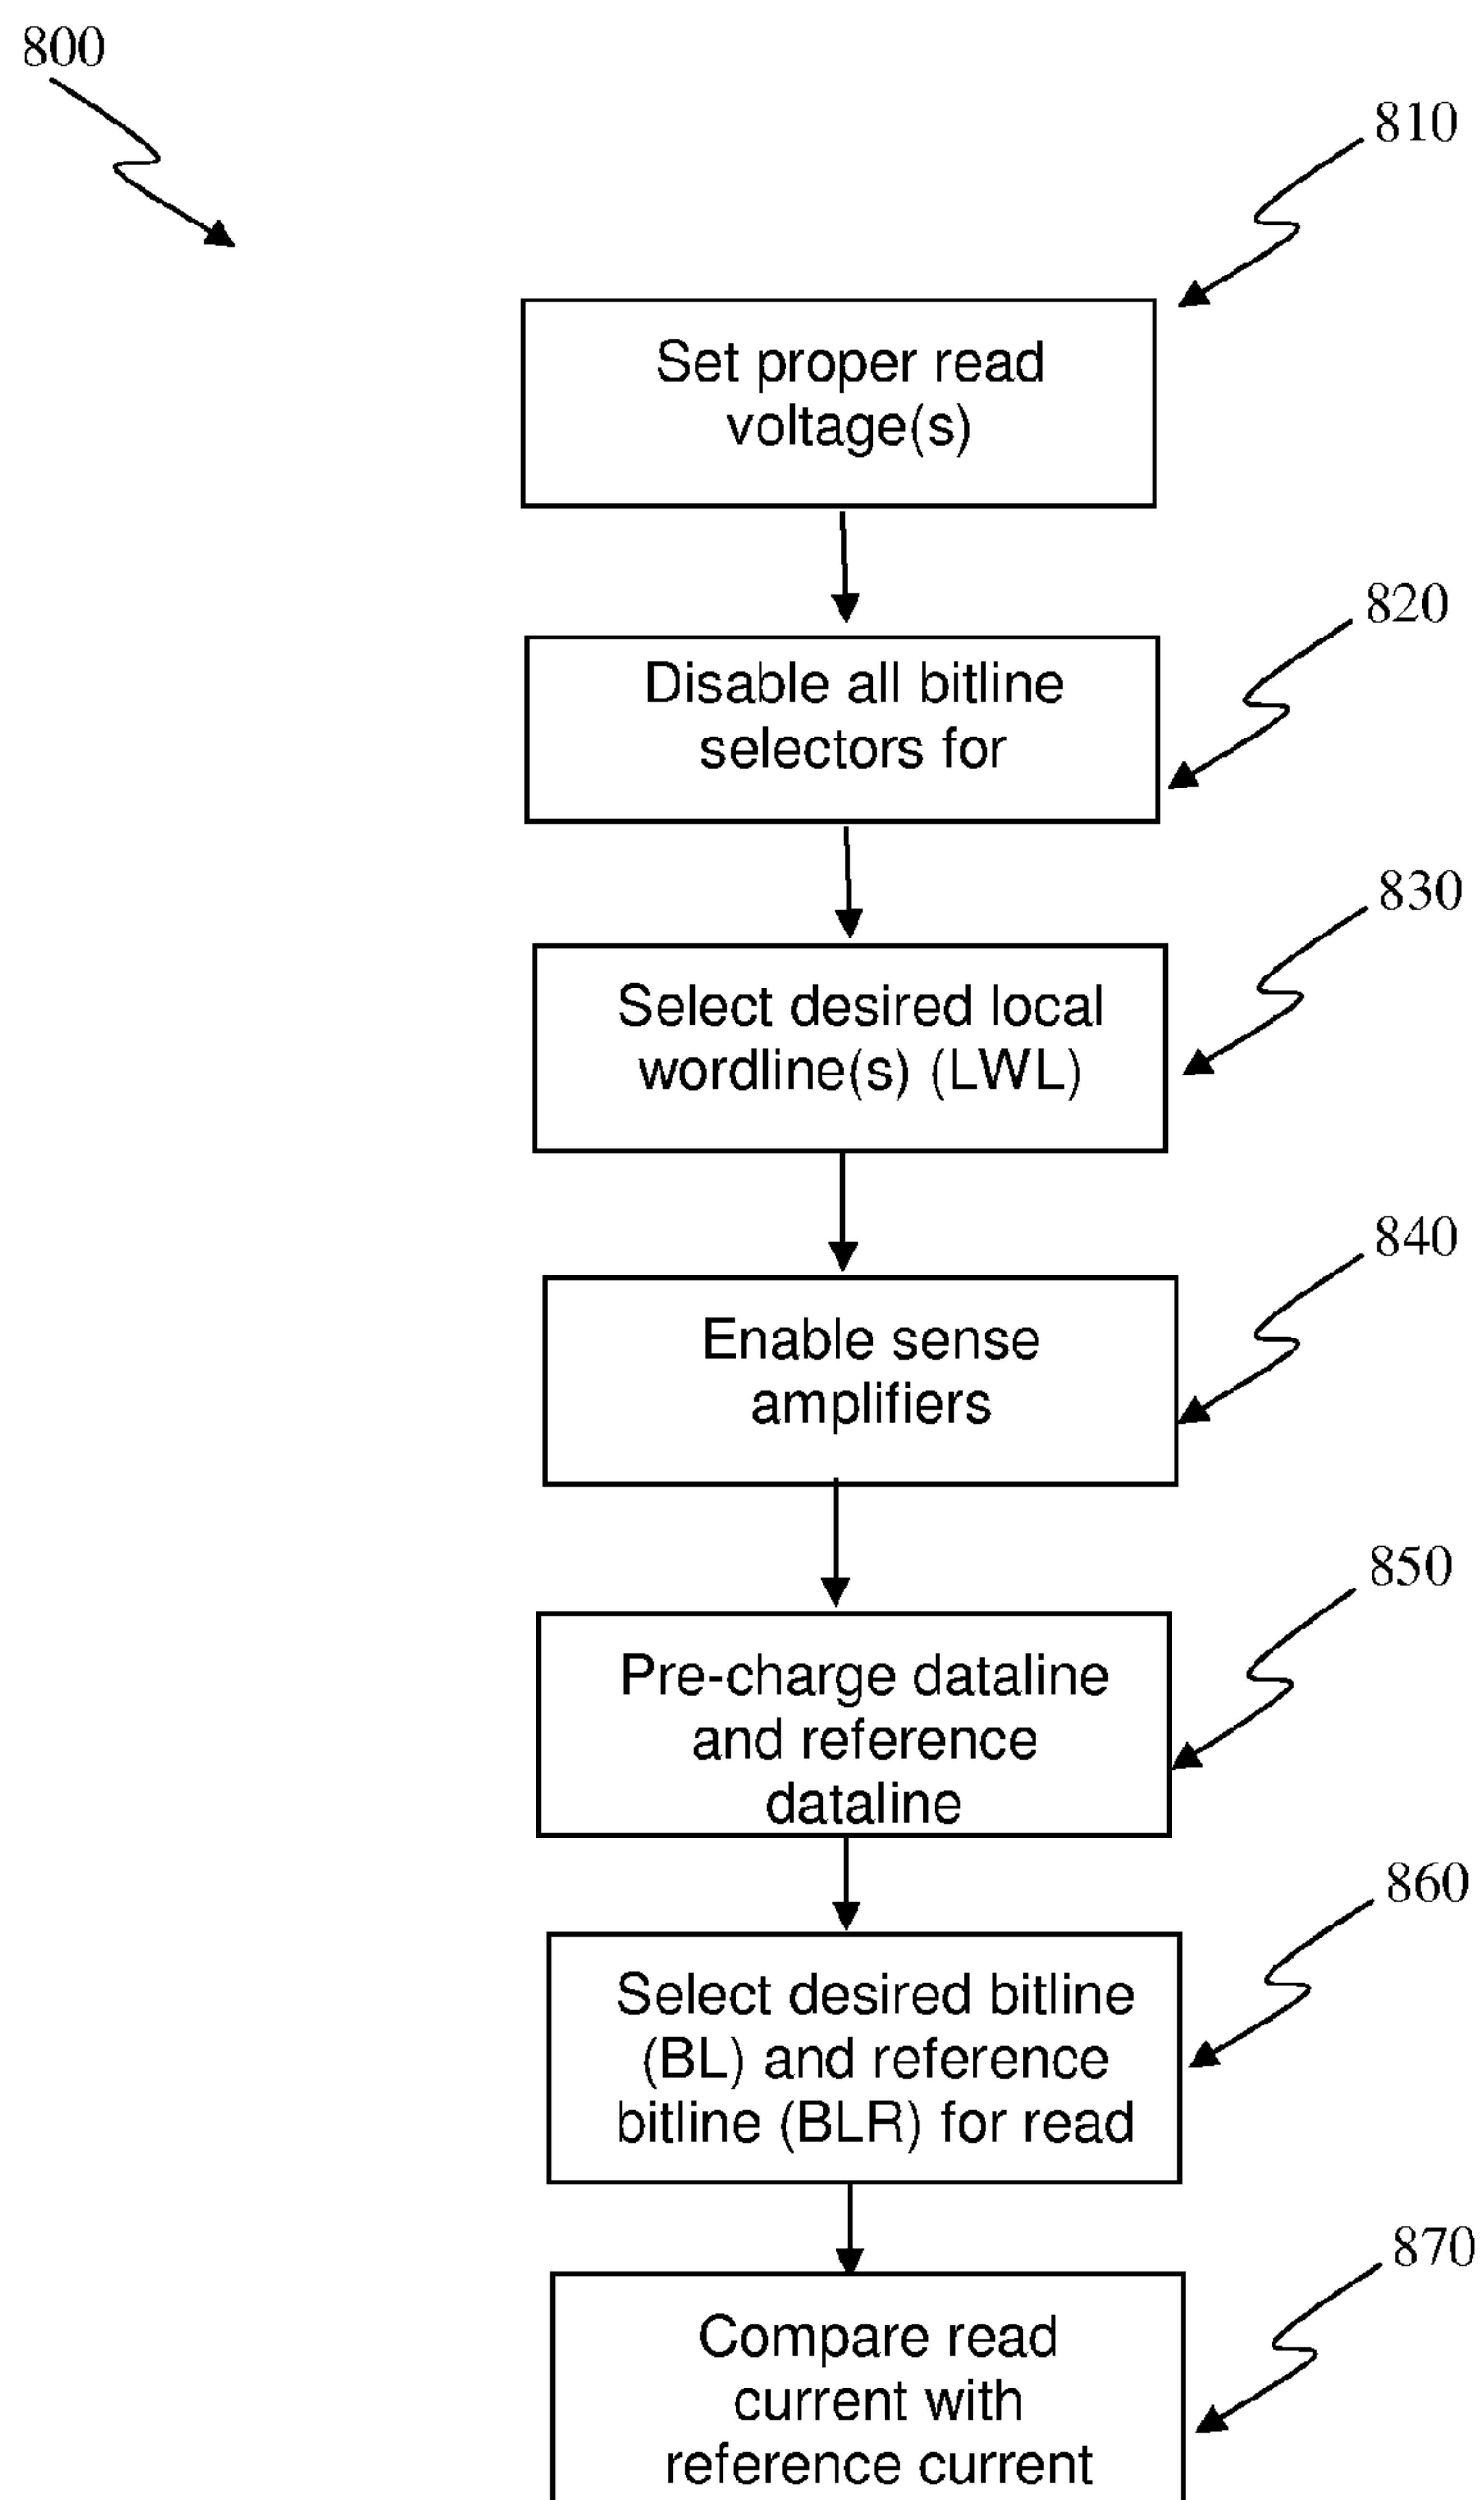 800
810
Set proper read
voltage(s)
820
Disable all bitline
selectors for
830
Select desired local
wordline(s) (LWL)
840
Enable sense
amplifiers
850
Pre-charge dataline
and reference
dataline
860
Select desired bitline
(BL) and reference
bitline (BLR) for read
870
Compare read
current with
reference current